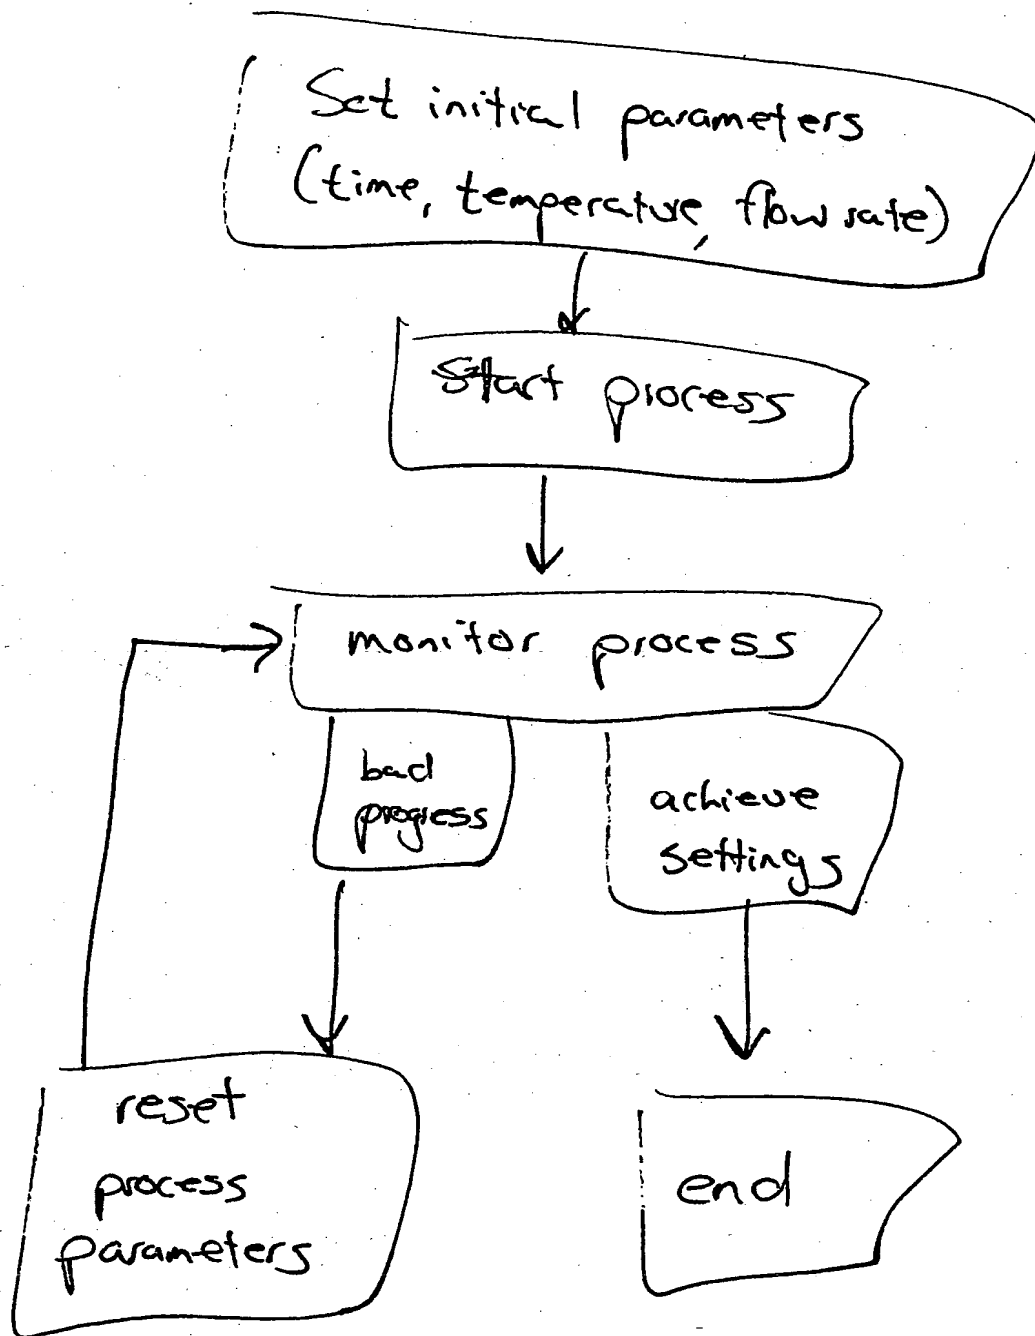 Set initial parameters
(time, temperature, flow rate)
Start process
monitor process
bad
progress
achieve
settings
reset
process
parameters
end